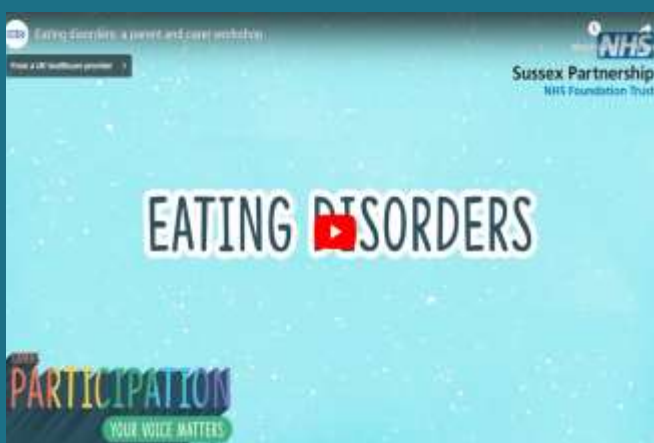 Eating disorders: a parent and carer workshop
From a UK healthcare provider
NHS
Sussex Partnership
NHS Foundation Trust
EATING DISORDERS
PARTICIPATION
YOUR VOICE MATTERS